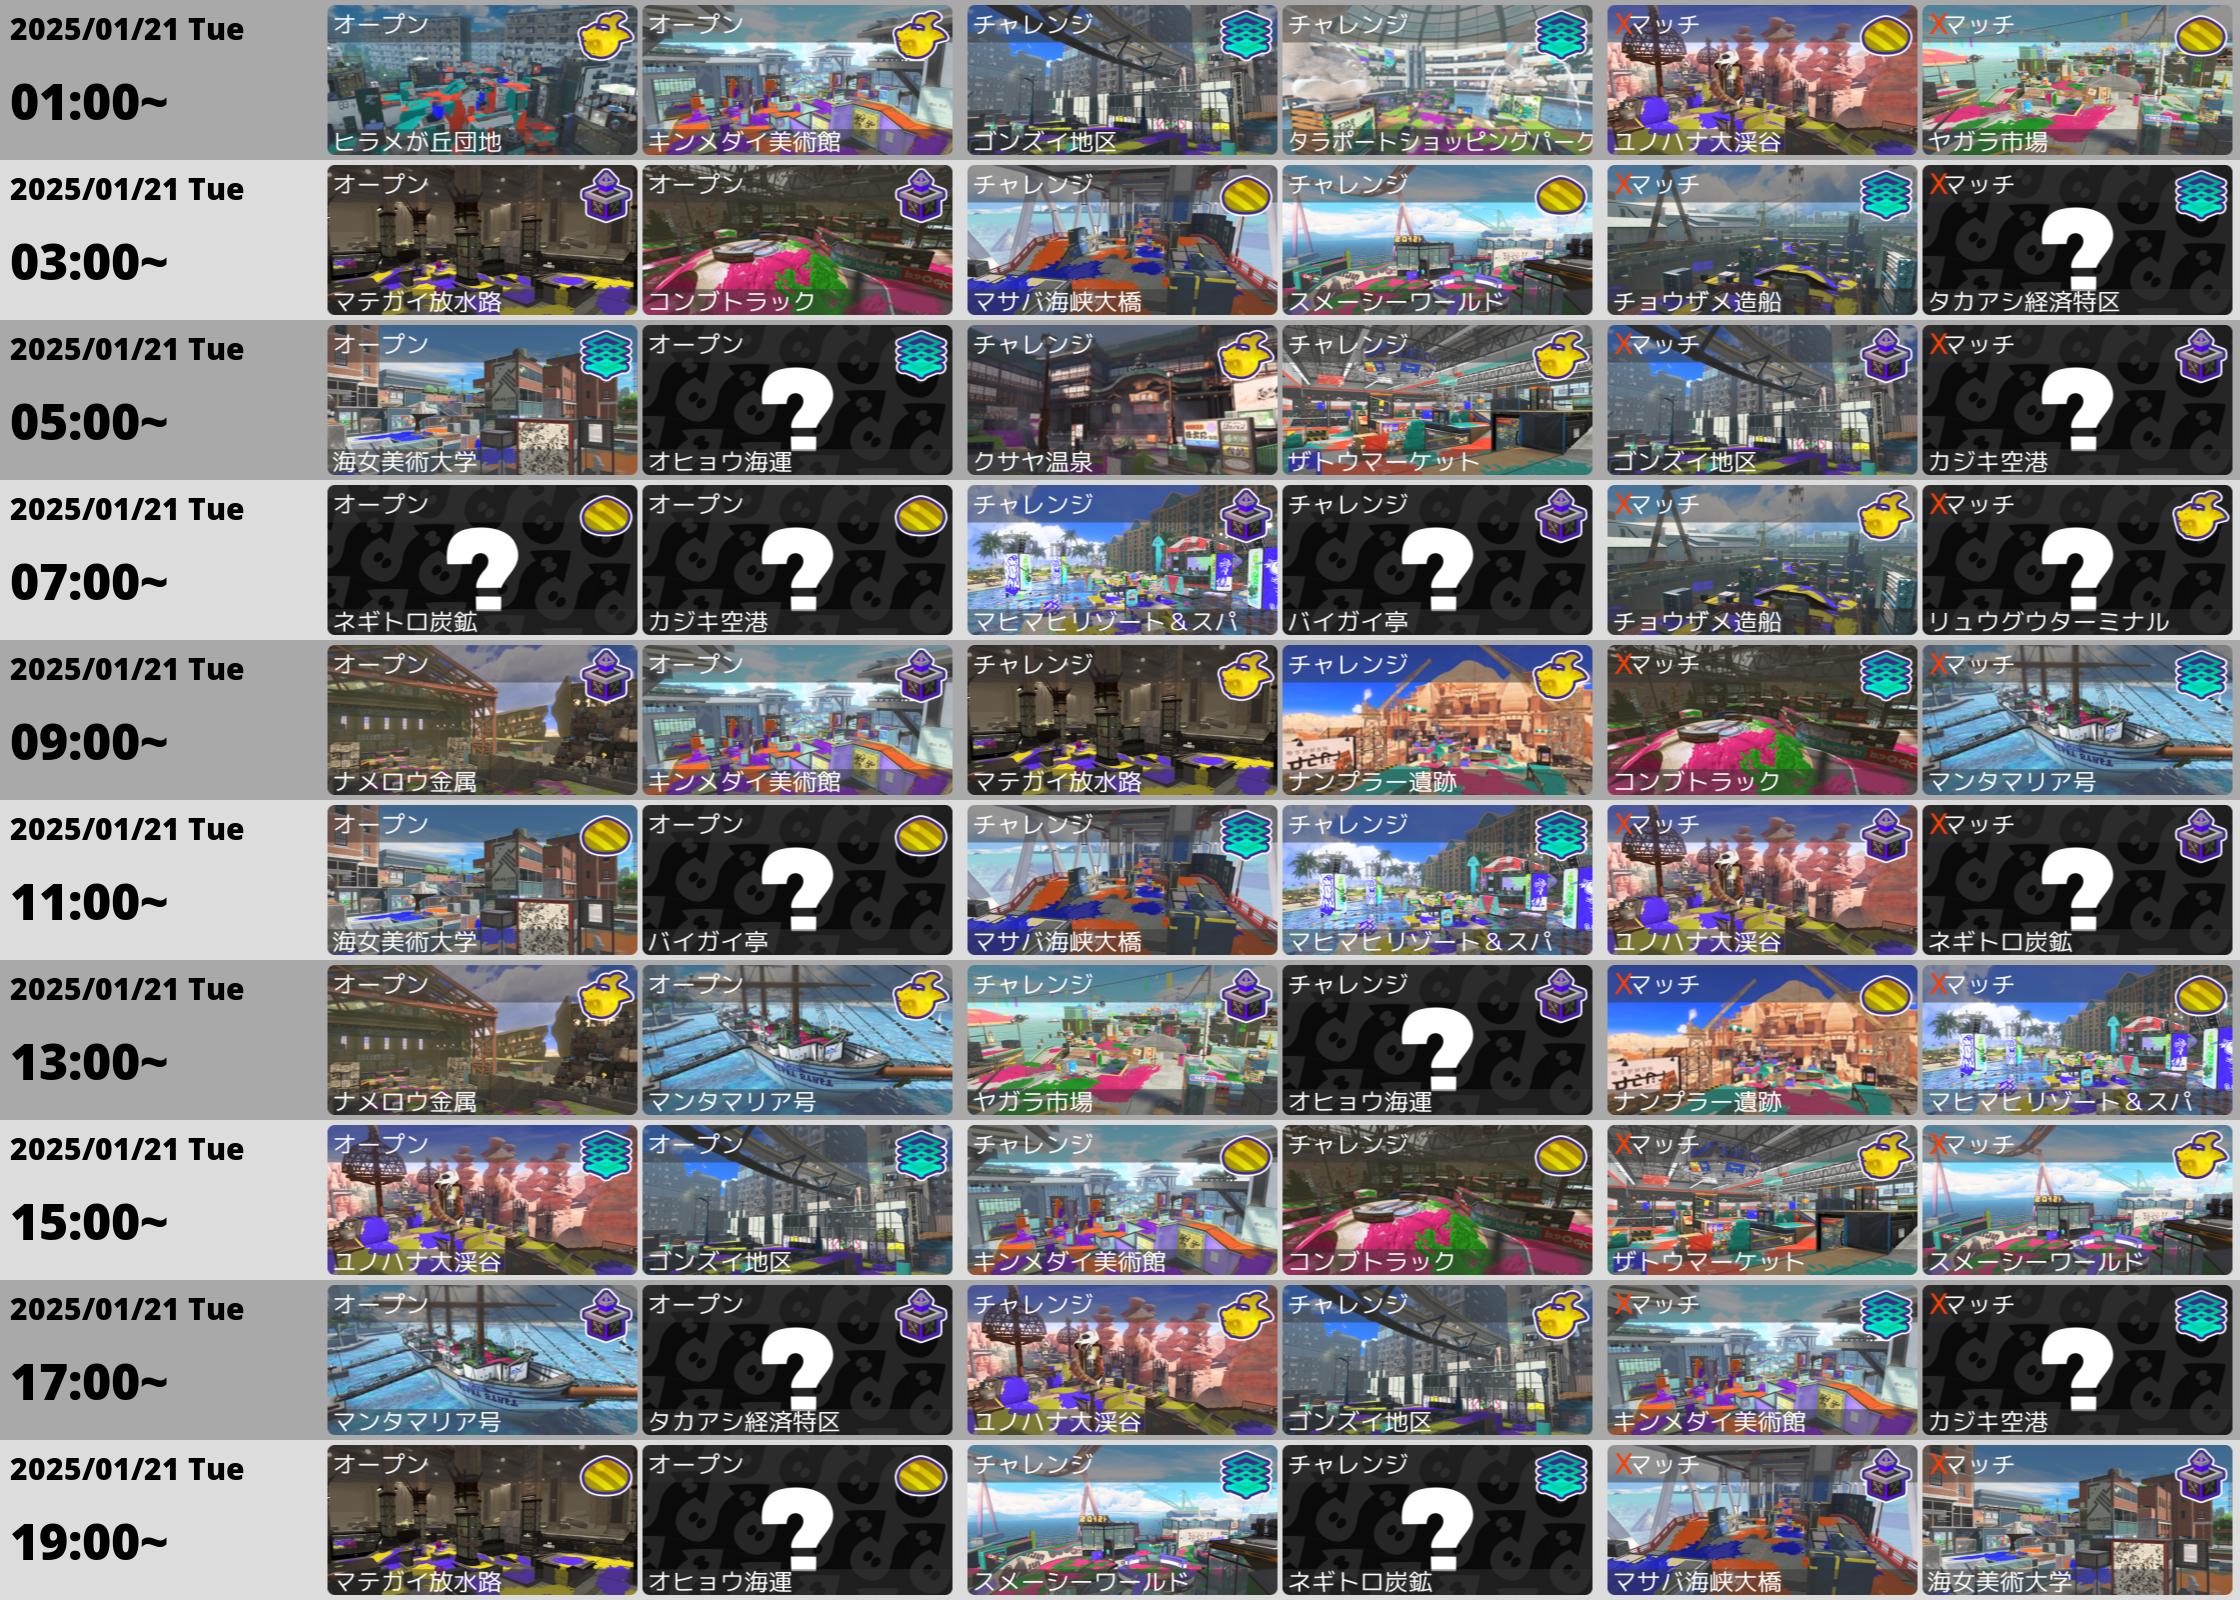 2025/01/21 Tue
01:00~
オープン
ヒラメが丘団地
オープン
キンメダイ美術館
チャレンジ
ゴンズイ地区
チャレンジ
タラポートショッピングパーク
Xマッチ
ユノハナ大渓谷
Xマッチ
ヤガラ市場
2025/01/21 Tue
03:00~
オープン
マテガイ放水路
オープン
コンブトラック
チャレンジ
マサバ海峡大橋
チャレンジ
スメーシーワールド
Xマッチ
チョウザメ造船
Xマッチ
?
タカアシ経済特区
2025/01/21 Tue
05:00~
オープン
海女美術大学
オープン
?
オヒョウ海運
チャレンジ
クサヤ温泉
チャレンジ
ザトウマーケット
Xマッチ
ゴンズイ地区
Xマッチ
?
カジキ空港
2025/01/21 Tue
07:00~
オープン
?
ネギトロ炭鉱
オープン
?
カジキ空港
チャレンジ
マヒマヒリゾート＆スパ
チャレンジ
?
バイガイ亭
Xマッチ
チョウザメ造船
Xマッチ
?
リュウグウターミナル
2025/01/21 Tue
09:00~
オープン
ナメロウ金属
オープン
キンメダイ美術館
チャレンジ
マテガイ放水路
チャレンジ
ナンプラー遺跡
Xマッチ
コンブトラック
Xマッチ
マンタマリア号
2025/01/21 Tue
11:00~
オープン
海女美術大学
オープン
?
バイガイ亭
チャレンジ
マサバ海峡大橋
チャレンジ
マヒマヒリゾート＆スパ
Xマッチ
ユノハナ大渓谷
Xマッチ
?
ネギトロ炭鉱
2025/01/21 Tue
13:00~
オープン
ナメロウ金属
オープン
マンタマリア号
チャレンジ
ヤガラ市場
チャレンジ
?
オヒョウ海運
Xマッチ
ナンプラー遺跡
Xマッチ
マヒマヒリゾート＆スパ
2025/01/21 Tue
15:00~
オープン
ユノハナ大渓谷
オープン
ゴンズイ地区
チャレンジ
キンメダイ美術館
チャレンジ
コンブトラック
Xマッチ
ザトウマーケット
Xマッチ
スメーシーワールド
2025/01/21 Tue
17:00~
オープン
マンタマリア号
オープン
?
タカアシ経済特区
チャレンジ
ユノハナ大渓谷
チャレンジ
ゴンズイ地区
Xマッチ
キンメダイ美術館
Xマッチ
?
カジキ空港
2025/01/21 Tue
19:00~
オープン
マテガイ放水路
オープン
?
オヒョウ海運
チャレンジ
スメーシーワールド
チャレンジ
?
ネギトロ炭鉱
Xマッチ
マサバ海峡大橋
Xマッチ
海女美術大学